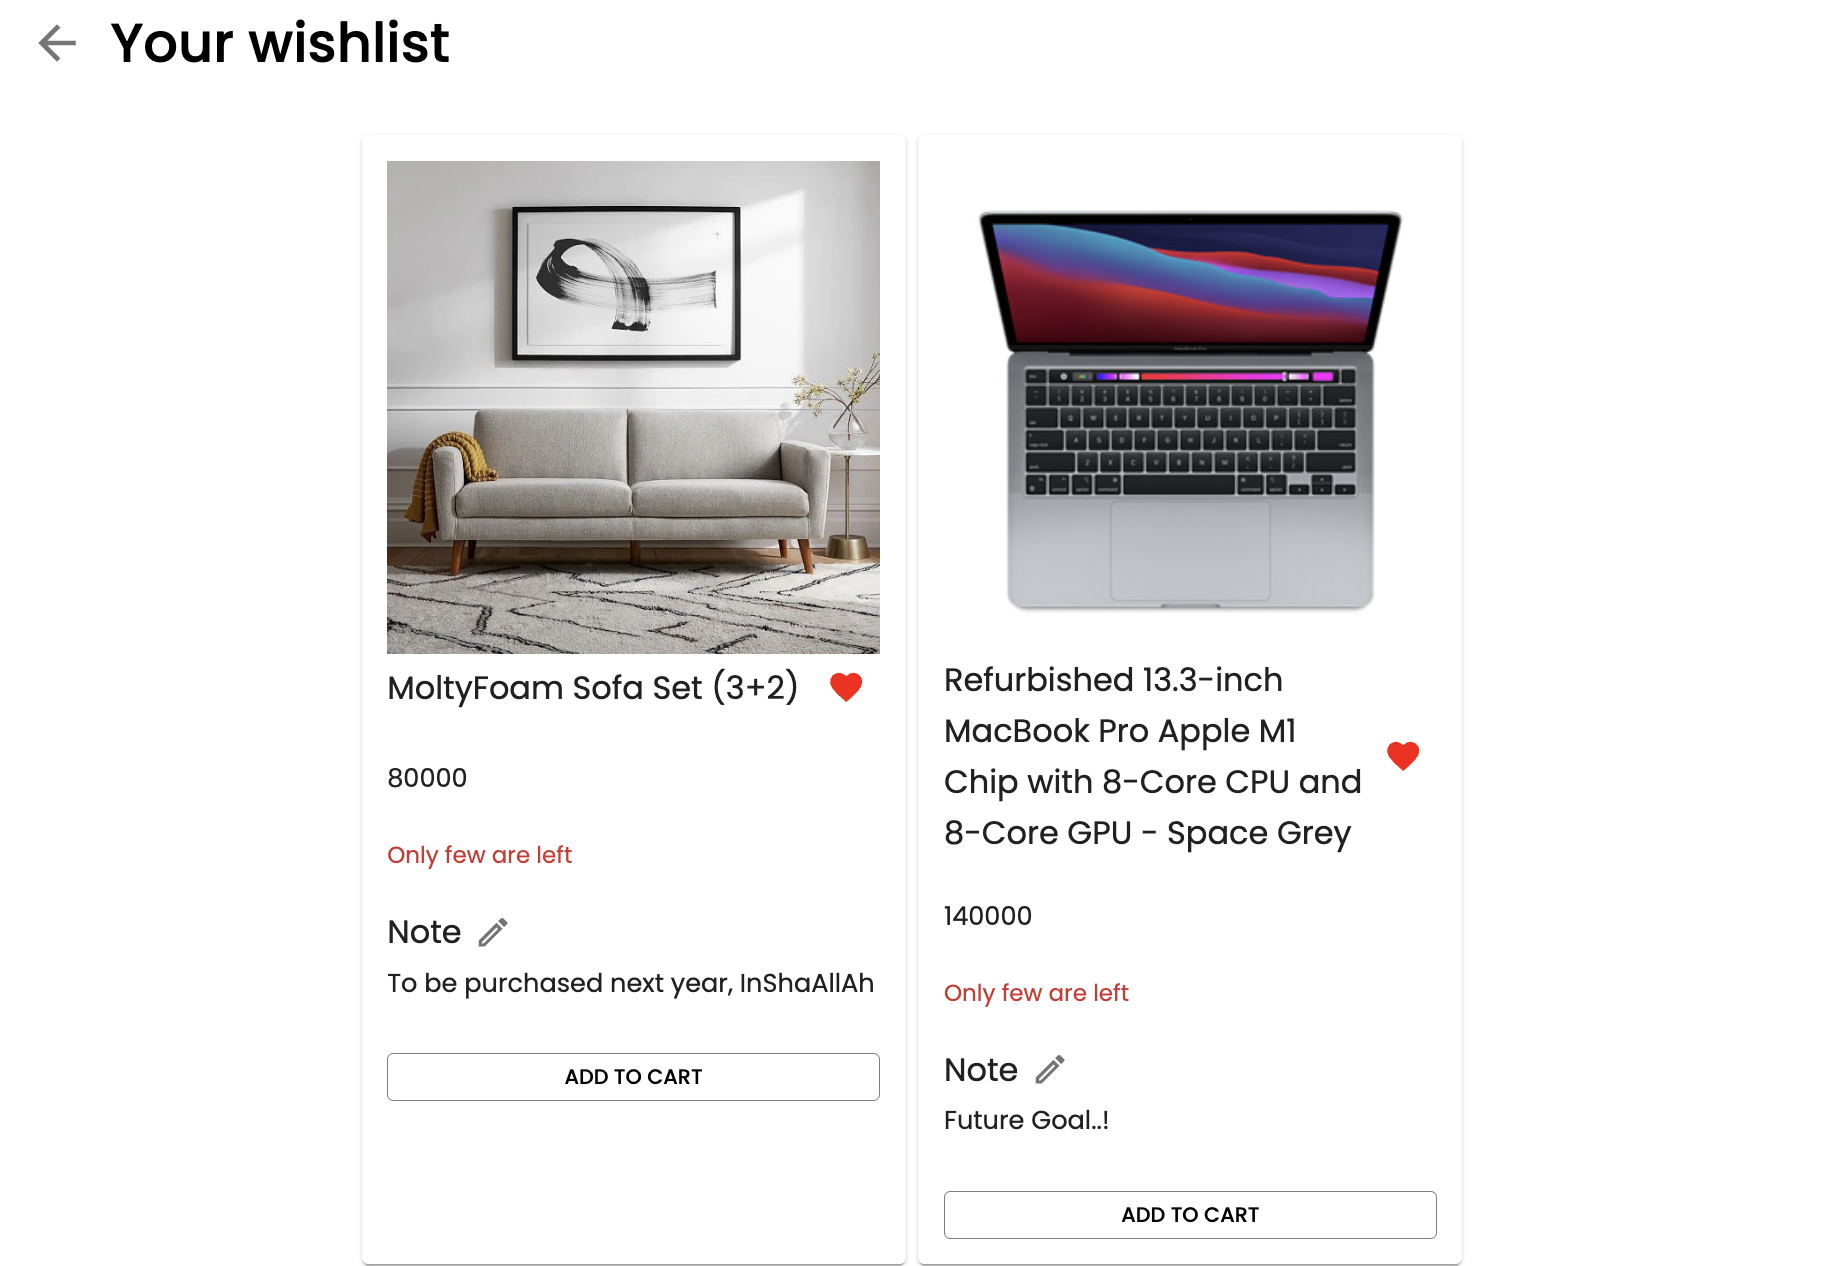 Your wishlist
MoltyFoam Sofa Set (3+2)
80000
Only few are left
Note
To be purchased next year, InShaAllAh
ADD TO CART
Refurbished 13.3-inch
MacBook Pro Apple M1
Chip with 8-Core CPU and
8-Core GPU - Space Grey
140000
Only few are left
Note
Future Goal..!
ADD TO CART